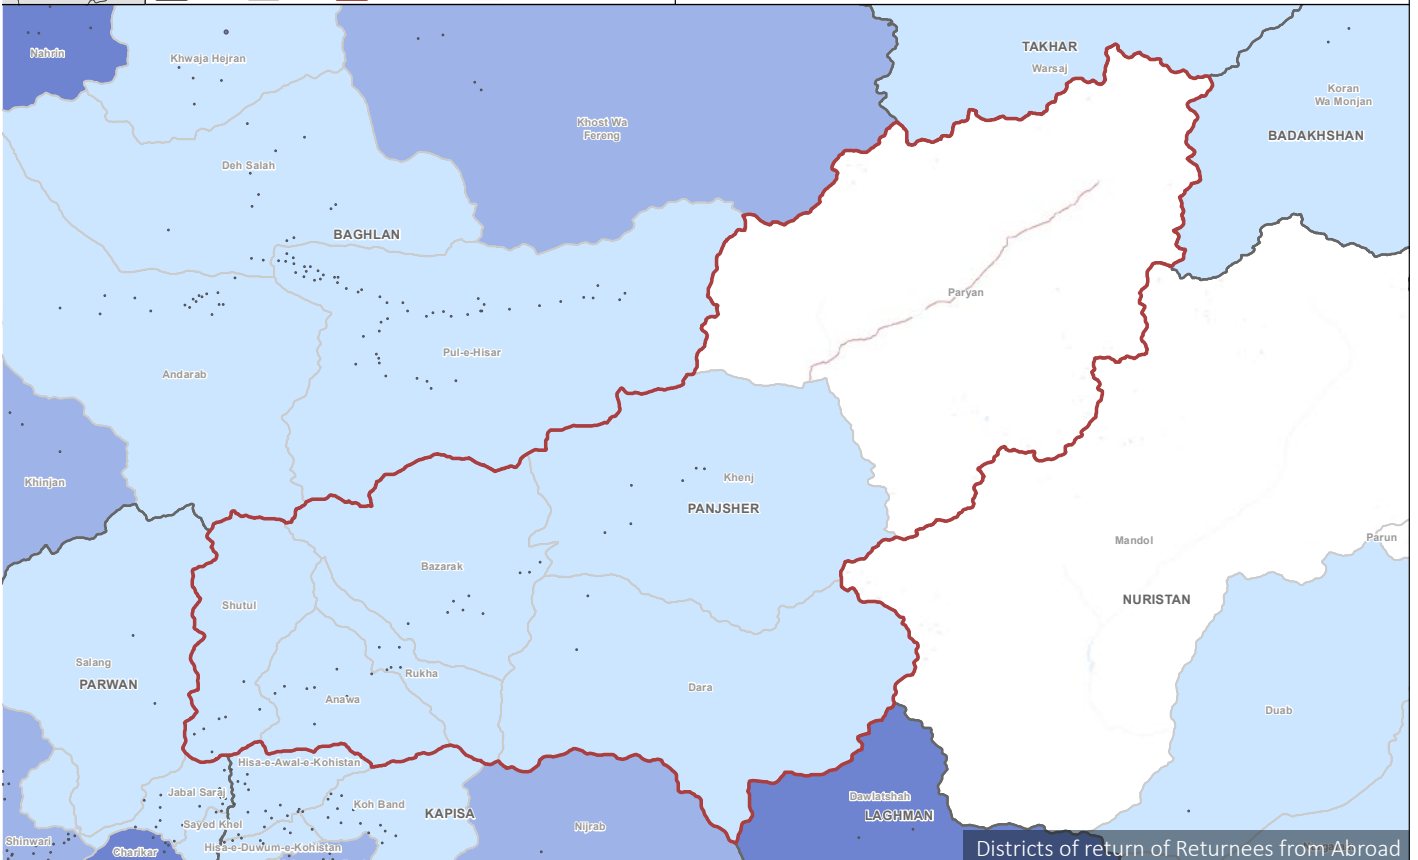 TAKHAR
Nahrin
Khwaja Hejran
Warsaj
Koran
Wa Monjan
Khost Wa
Fereng
BADAKHSHAN
Deh Salah
BAGHLAN
Paryan
Pul-e-Hisar
Andarab
Khenj
Khinjan
PANJSHER
Parun
Mandol
Bazarak
NURISTAN
Shutul
Salang
Rukha
PARWAN
Dara
Anawa
Duab
Hisa-e-Awal-e-Kohistan
Jabal Saraj
Dawlatshah
Koh Band
KAPISA
LAGHMAN
Sayed Khel
Nijrab
Shinwari
Hisa-e-Duwum-e-Kohistan
Charikar
Districts of return of Returnees from Abroad